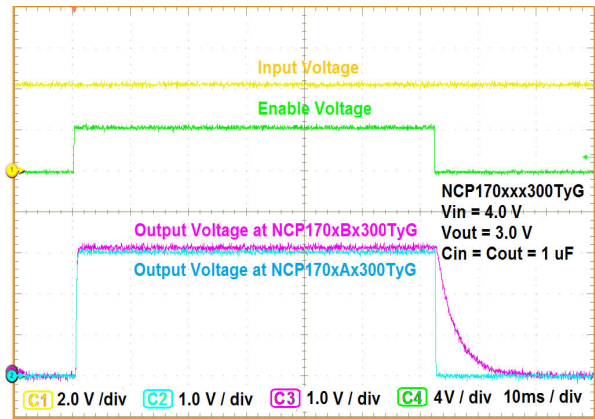 Input Voltage
Enable Voltage
1
NCP170xxx300TyG
Vin = 4.0 V
Vout = 3.0 V
Cin = Cout = 1 uF
Output Voltage at NCP170xBx300TyG
Output Voltage at NCP170xAx300TyG
2
C1 2.0 V /div C2 1.0 V / div C3 1.0 V / div C4 4V / div 10ms / div